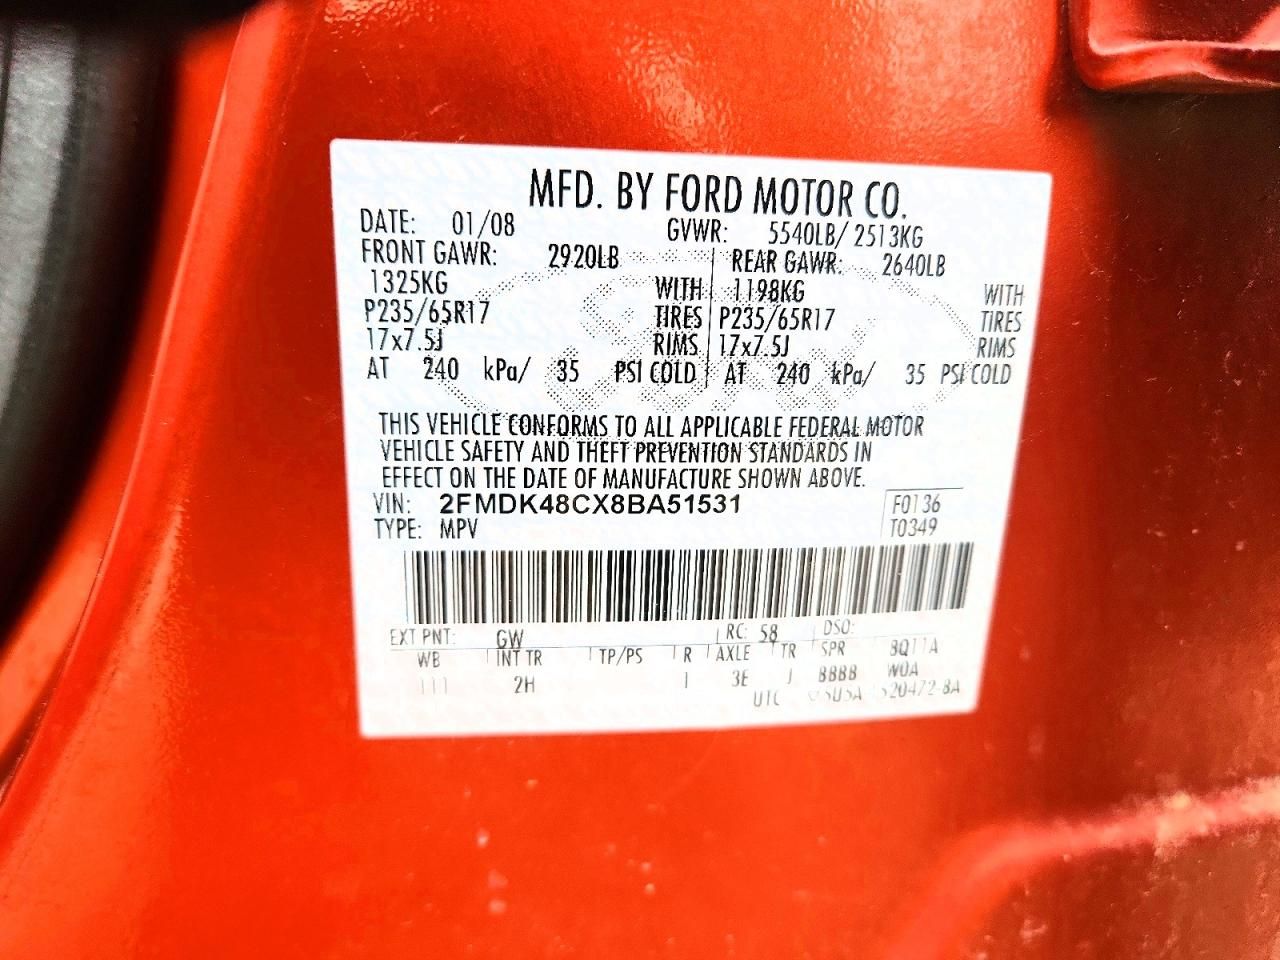 MFD. BY FORD MOTOR CO.
DATE: 01/08 GVWR: 5540LB/ 2513KG
FRONT GAWR: 2920LB REAR GAWR: 2640LB
1325KG WITH 1198KG WITH
P235/65R17 TIRES P235/65R17 TIRES
17x7.5J RIMS 17x7.5J RIMS
AT 240 kPa/ 35 PSI COLD AT 240 kPa/ 35 PSI COLD
THIS VEHICLE CONFORMS TO ALL APPLICABLE FEDERAL MOTOR
VEHICLE SAFETY AND THEFT PREVENTION STANDARDS IN
EFFECT ON THE DATE OF MANUFACTURE SHOWN ABOVE.
VIN: 2FMDK48CX8BA51531 F0136
TYPE: MPV T0349
EXT PNT: GW RC: 58 DSO:
WB INT TR TP/PS R AXLE TR SPR 8Q11A
111 2H 3E J 8888 W0A
UTC